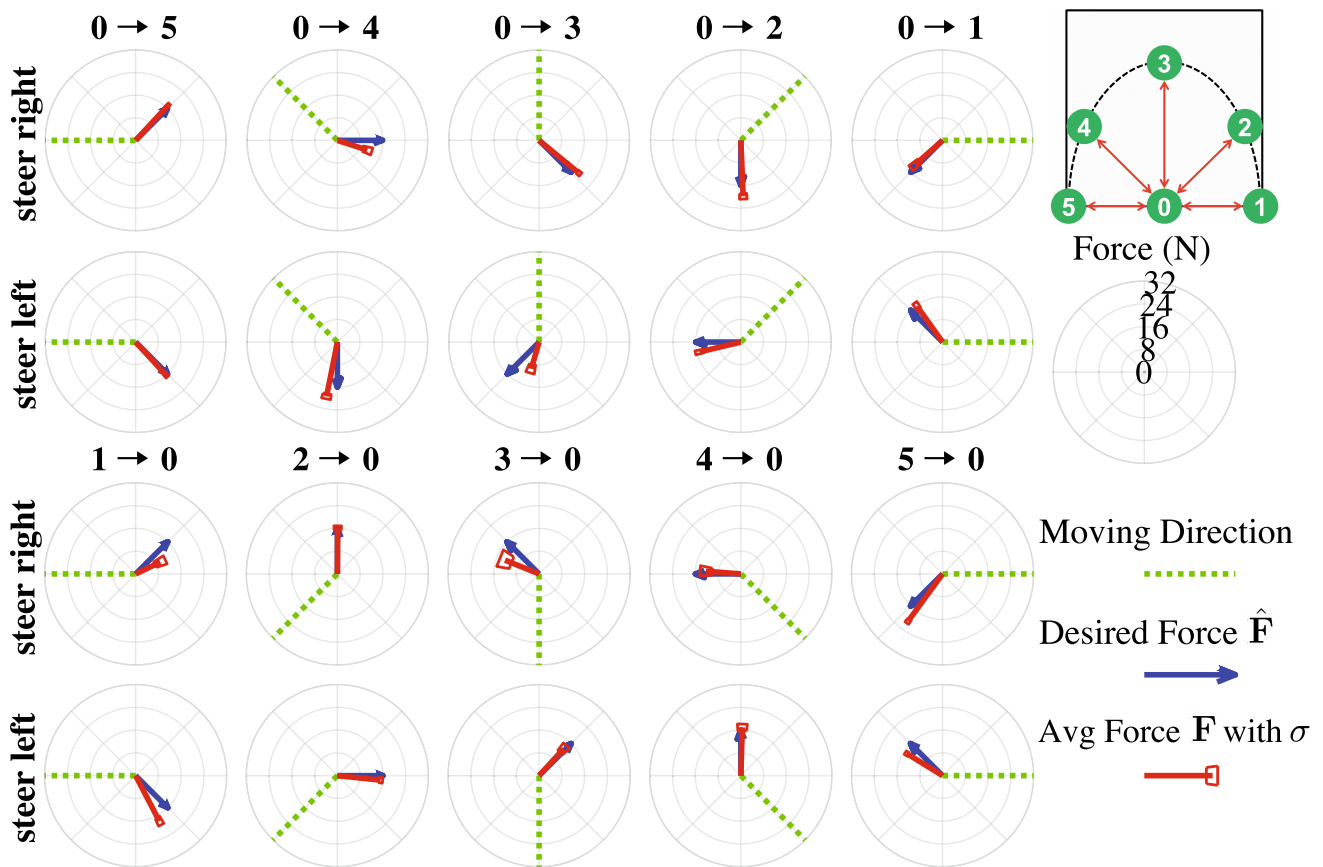 0 → 5
0 → 4
0 → 3
0 → 2
0 → 1
steer right
3
4
2
5
0
1
steer left
Force (N)
32
24
16
8
0
1 → 0
2 → 0
3 → 0
4 → 0
5 → 0
steer right
Moving Direction
Desired Force F̂
steer left
Avg Force F with σ